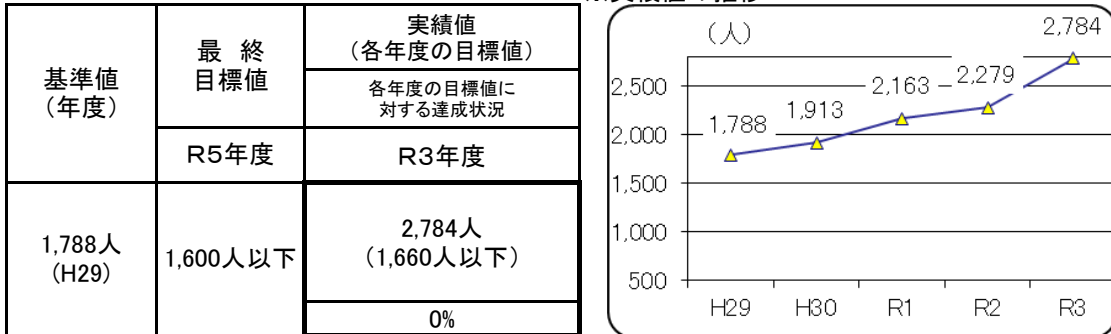 基準値
(年度)
最 終
目標値
実績値
(各年度の目標値)
各年度の目標値に
対する達成状況
R5年度
R3年度
1,788人
(H29)
1,600人以下
2,784人
(1,660人以下)
0%
(人)
2,784
2,279
2,163
1,913
1,788
2,500
2,000
1,500
1,000
500
H29 H30 R1 R2 R3